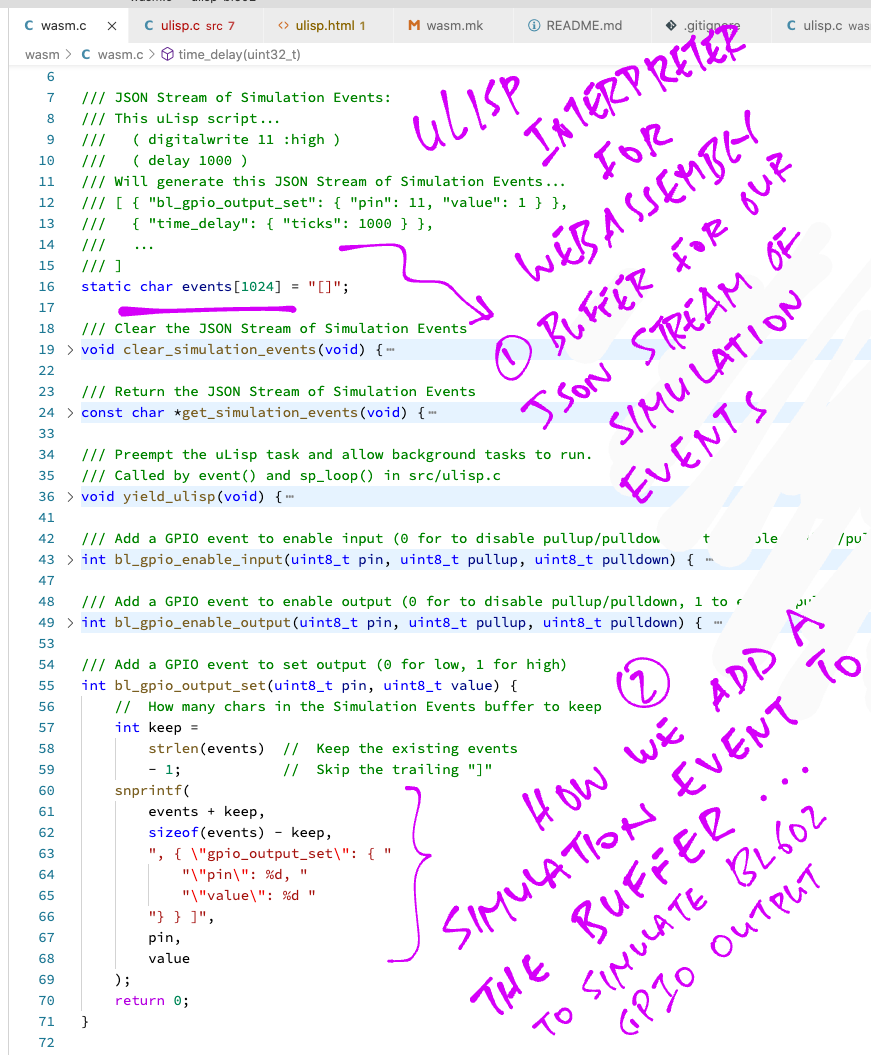 wasm.c
ulisp.c src 7
ulisp.html 1
wasm.mk
README.md
.gitignore
ulisp.c was
wasm > wasm.c > time_delay(uint32_t)
6
7 /// JSON Stream of Simulation Events:
8 /// This uLisp script...
9 ///   ( digitalwrite 11 :high )
10 ///   ( delay 1000 )
11 /// Will generate this JSON Stream of Simulation Events...
12 /// [ { "bl_gpio_output_set": { "pin": 11, "value": 1 } },
13 ///   { "time_delay": { "ticks": 1000 } },
14 ///   ...
15 /// ]
16 static char events[1024] = "[]";
17
18 /// Clear the JSON Stream of Simulation Events
19 > void clear_simulation_events(void) {⋯
22
23 /// Return the JSON Stream of Simulation Events
24 > const char *get_simulation_events(void) {⋯
33
34 /// Preempt the uLisp task and allow background tasks to run.
35 /// Called by event() and sp_loop() in src/ulisp.c
36 > void yield_ulisp(void) {⋯
41
42 /// Add a GPIO event to enable input (0 for to disable pullup/pulldow
43 > int bl_gpio_enable_input(uint8_t pin, uint8_t pullup, uint8_t pulldown) { ⋯
47
48 /// Add a GPIO event to enable output (0 for to disable pullup/pulldown, 1 to
49 > int bl_gpio_enable_output(uint8_t pin, uint8_t pullup, uint8_t pulldown) { ⋯
53
54 /// Add a GPIO event to set output (0 for low, 1 for high)
55 int bl_gpio_output_set(uint8_t pin, uint8_t value) {
56 //  How many chars in the Simulation Events buffer to keep
57 int keep =
58 strlen(events)  //  Keep the existing events
59 - 1;            //  Skip the trailing "]"
60 snprintf(
61 events + keep,
62 sizeof(events) - keep,
63 ", { \"gpio_output_set\": { "
64 "\"pin\": %d, "
65 "\"value\": %d "
66 "} } ]",
67 pin,
68 value
69 );
70 return 0;
71 }
72
ULISP
INTERPRETER
FOR
WEBASSEMBLY
1 BUFFER FOR OUR
JSON STREAM OF
SIMULATION
EVENTS
2
HOW WE ADD A
SIMULATION EVENT TO
THE BUFFER ...
TO SIMULATE BL602
GPIO OUTPUT